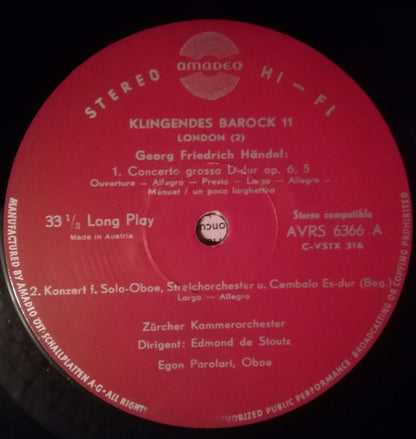 amadeo
STEREO HI-FI
KLINGENDES BAROCK 11
LONDON (2)
Georg Friedrich Händel:
1. Concerto grosso D-dur op. 6, 5
Ouverture — Allegro — Presto — Largo — Allegro
Menuet / un poco larghetto
33 1/3 Long Play
Made in Austria
Stereo compatible
AVRS 6366 A
C-VSTX 316
2. Konzert f. Solo-Oboe, Streichorchester u. Cembalo Es-dur (Beg.)
Largo — Allegro
Zürcher Kammerorchester
Dirigent: Edmond de Stoutz
Egon Parolari, Oboe
MANUFACTURED BY AMADEO ÖST. SCHALLPLATTEN A-G - ALL RIGHT
UTHORIZED PUBLIC PERFORMANCE BROADCASTING OR COPYING PROHIBITED